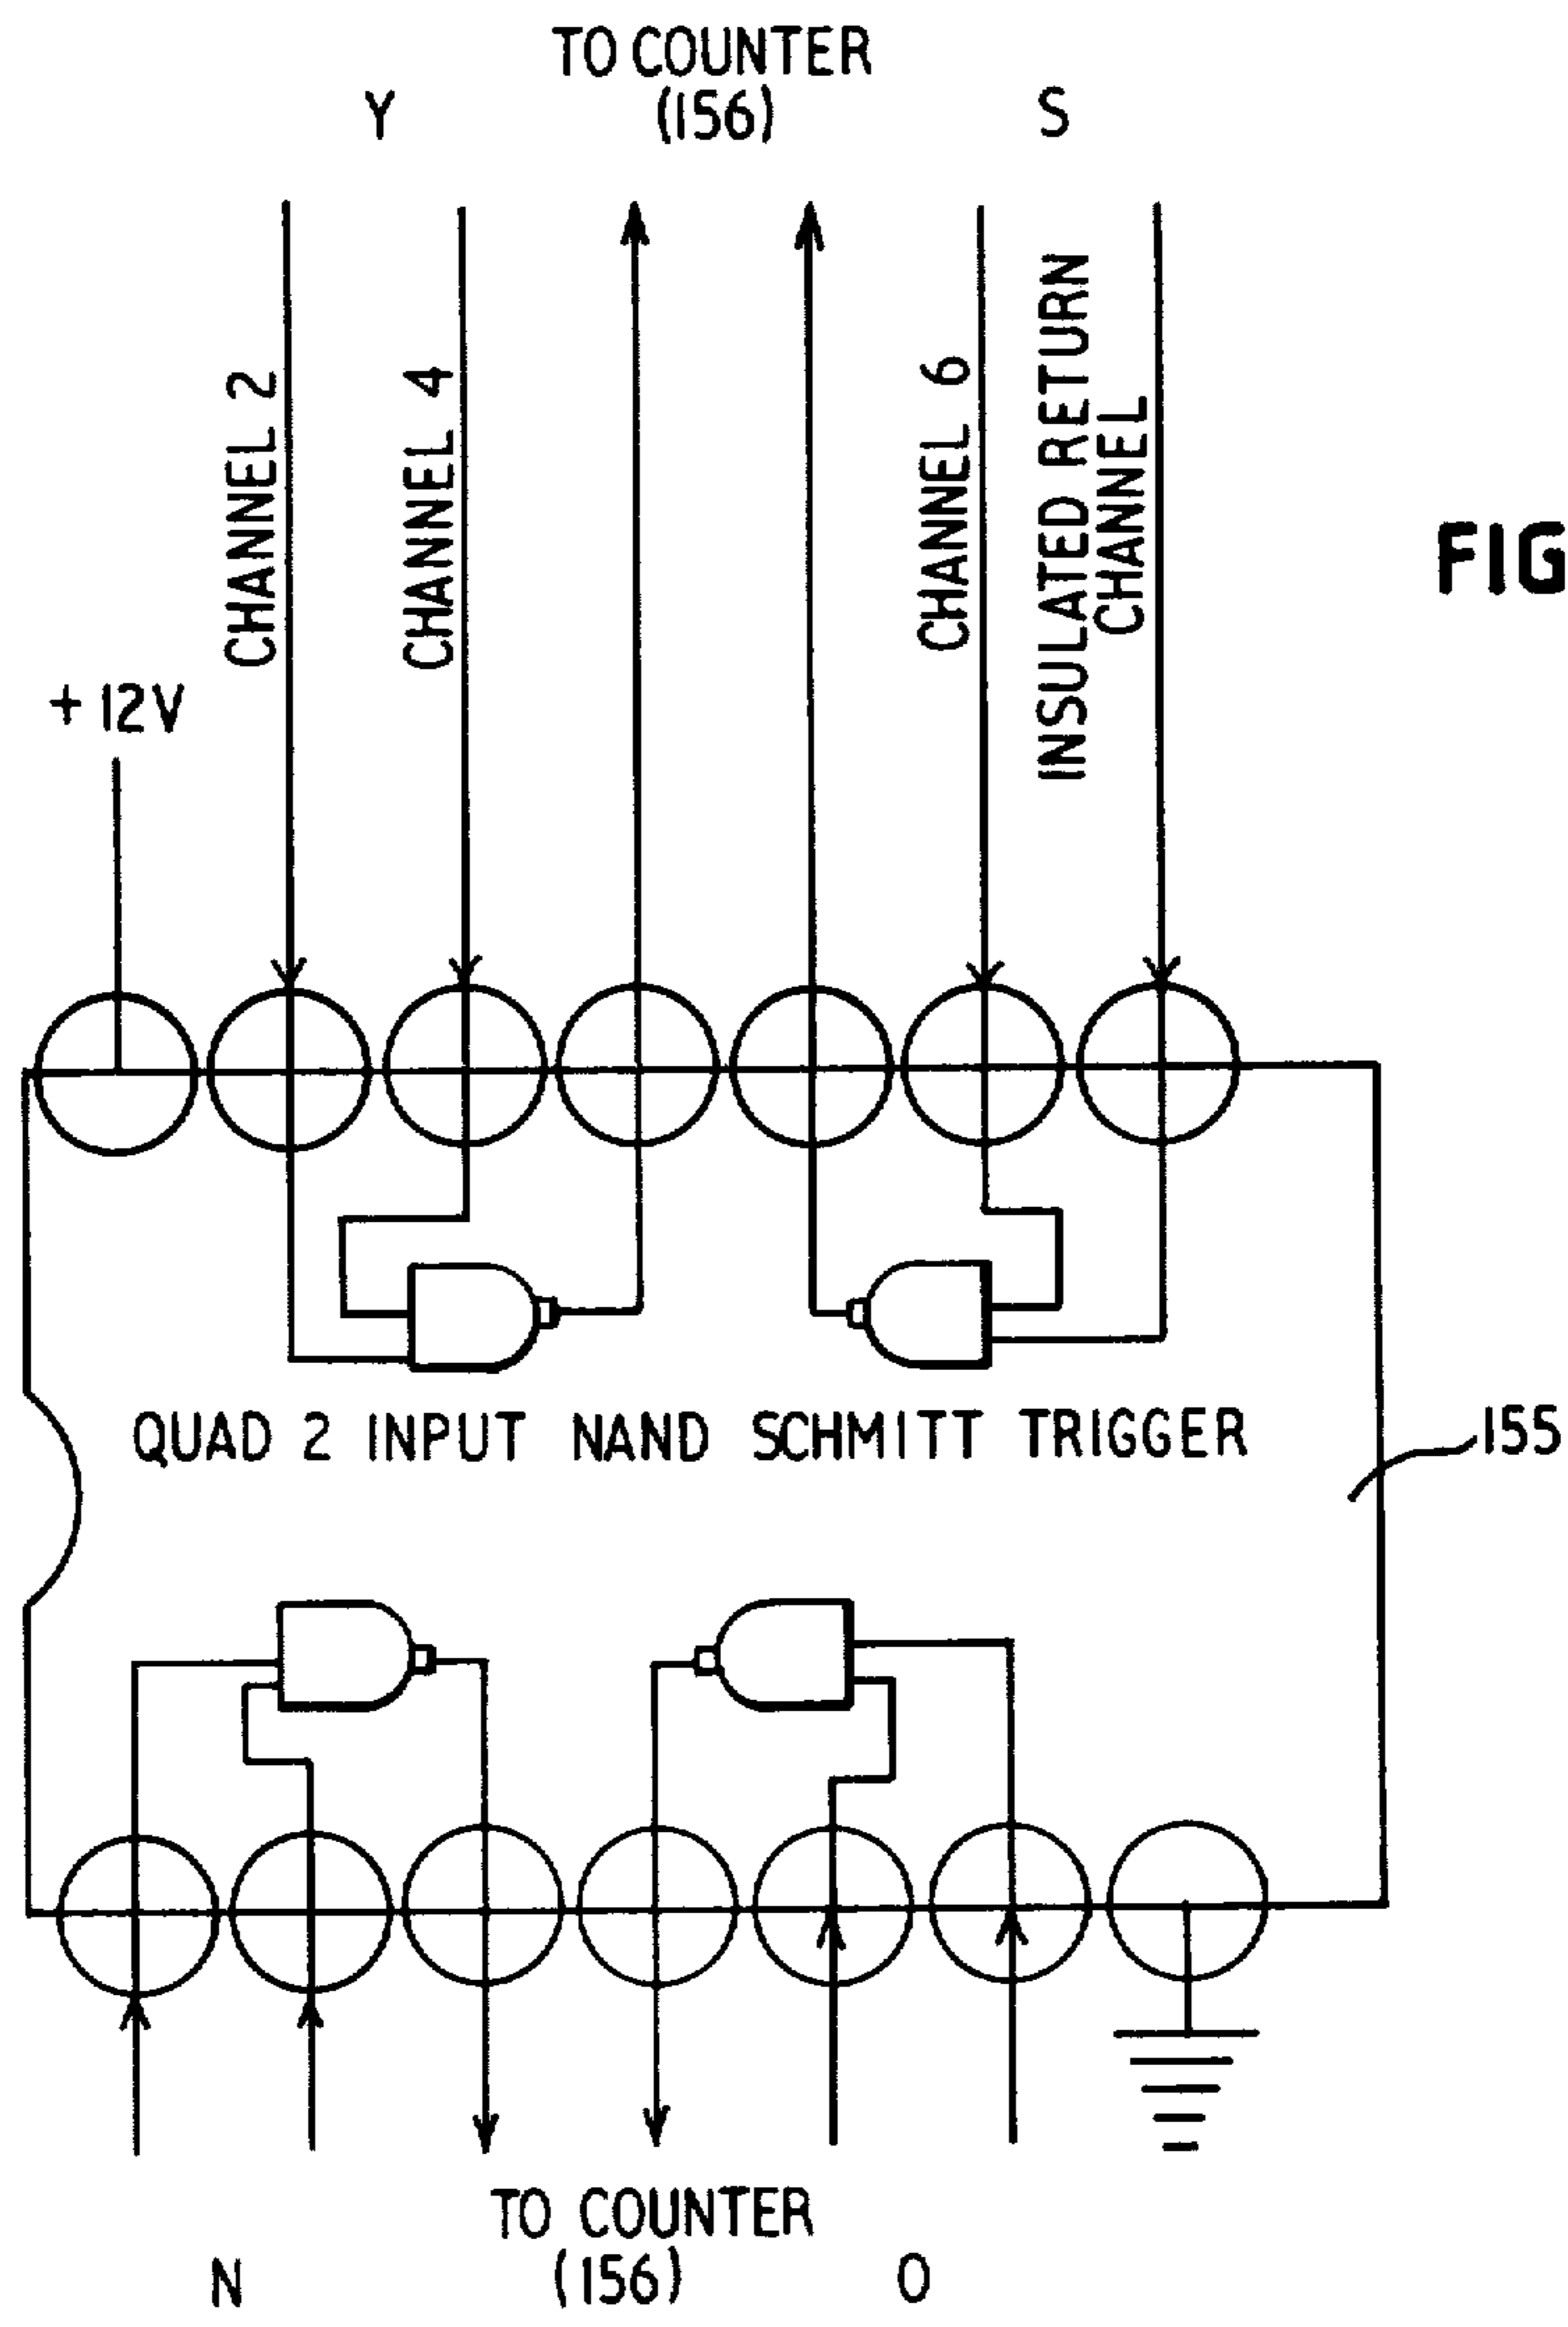 TO COUNTER
(156)
Y
S
CHANNEL 2
CHANNEL 4
CHANNEL 6
INSULATED RETURN
CHANNEL
FIG
+12V
QUAD 2 INPUT NAND SCHMITT TRIGGER
155
TO COUNTER
(156)
N
O